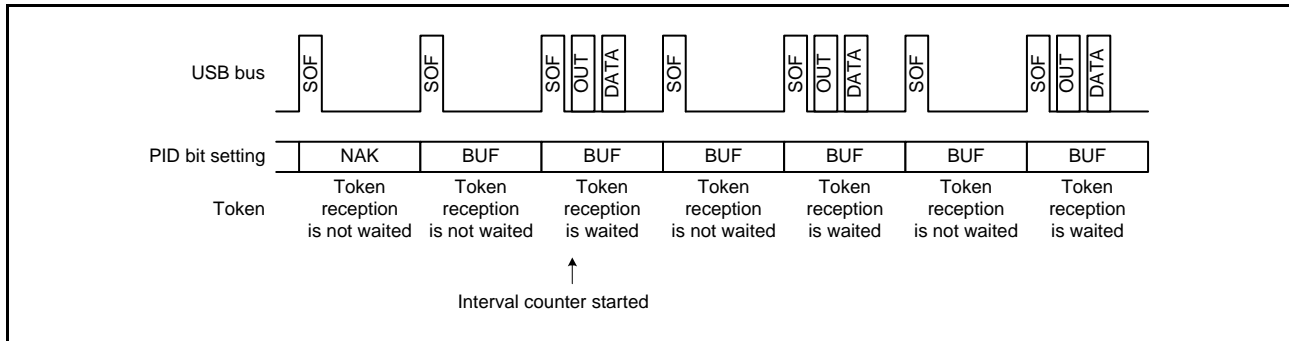 USB bus
SOF SOF SOF OUT DATA SOF SOF OUT DATA SOF SOF OUT DATA
PID bit setting NAK BUF BUF BUF BUF BUF BUF
Token
Token reception is not waited
Token reception is not waited
Token reception is waited
Token reception is not waited
Token reception is waited
Token reception is not waited
Token reception is waited
Interval counter started